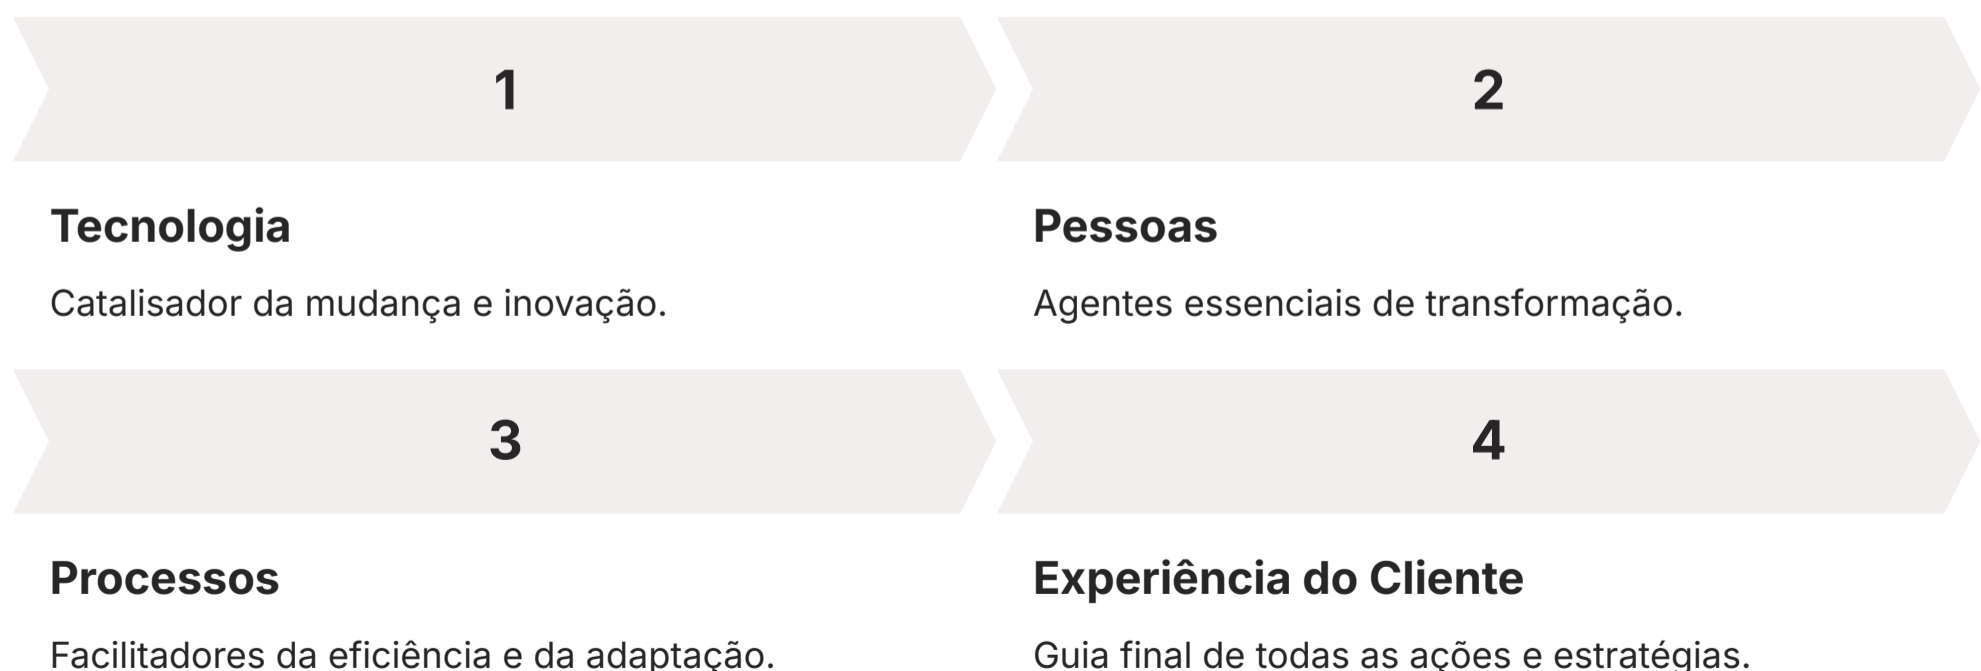 1
Tecnologia
Catalisador da mudança e inovação.
2
Pessoas
Agentes essenciais de transformação.
3
Processos
Facilitadores da eficiência e da adaptação.
4
Experiência do Cliente
Guia final de todas as ações e estratégias.